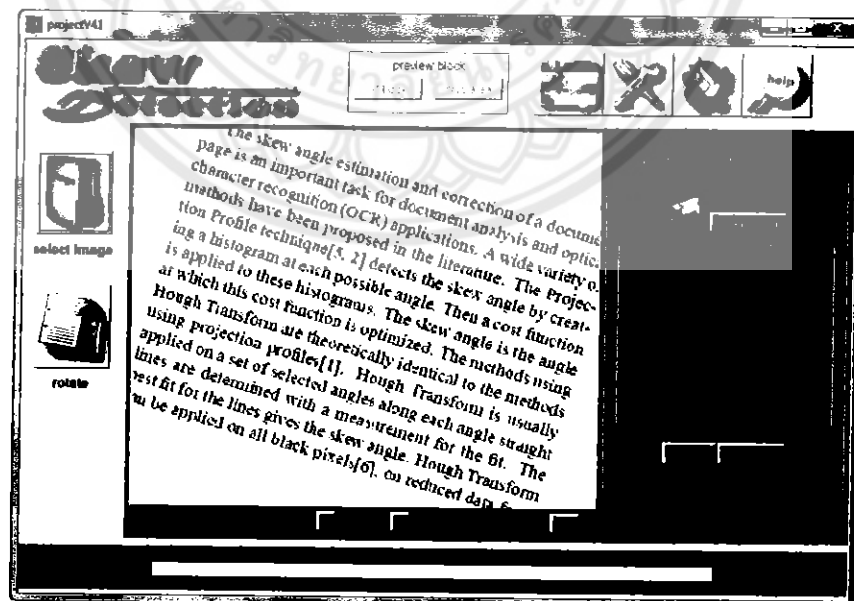 projectV41
Skew
Detection
preview block
help
select image
rotate
The skew angle estimation and correction of a docume
page is an important task for document analysis and optic
character recognition (OCR) applications. A wide variety o
methods have been proposed in the literature. The Projec-
tion Profile technique[3, 2] detects the skew angle by creat-
ing a histogram at each possible angle. Then a cost function
is applied to these histograms. The skew angle is the angle
at which this cost function is optimized. The methods using
Hough Transform are theoretically identical to the methods
using projection profiles[1]. Hough Transform is usually
applied on a set of selected angles along each angle straight
lines are determined with a measurement for the fit. The
best fit for the lines gives the skew angle. Hough Transform
be applied on all black pixels[6], on reduced data